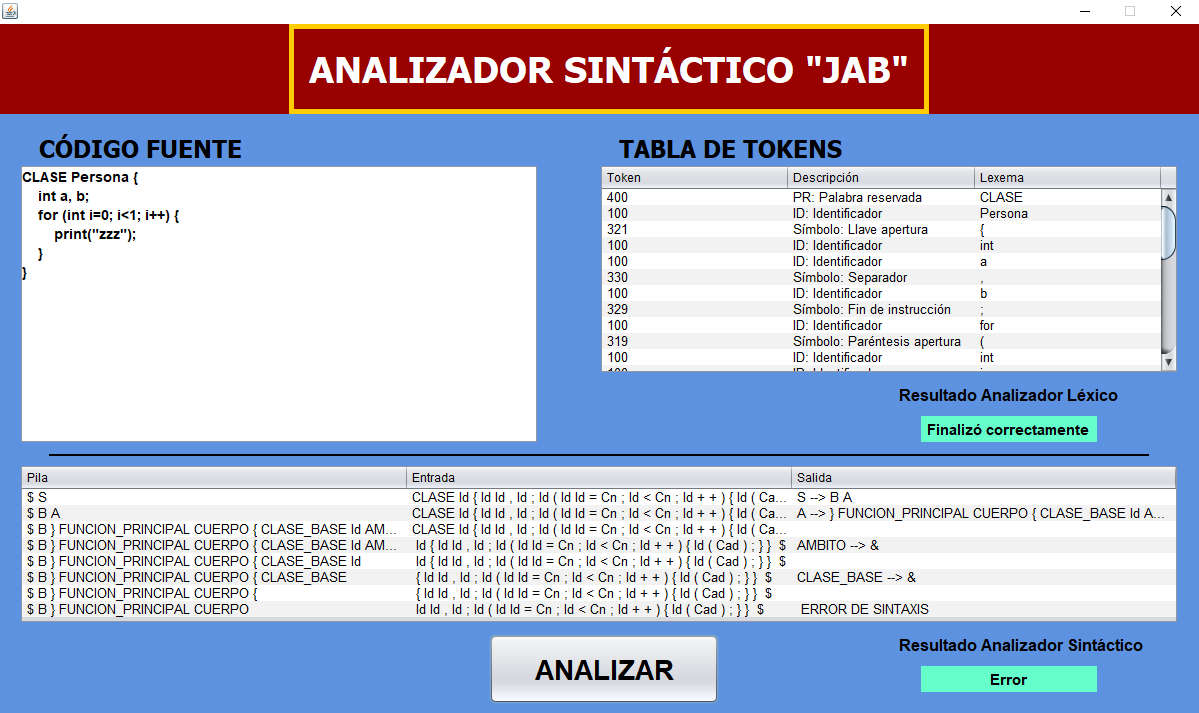 ANALIZADOR SINTÁCTICO "JAB"
CÓDIGO FUENTE
CLASE Persona {
int a, b;
for (int i=0; i<1; i++) {
print("zzz");
}
}
TABLA DE TOKENS
Token Descripción Lexema
400 PR: Palabra reservada CLASE
100 ID: Identificador Persona
321 Símbolo: Llave apertura {
100 ID: Identificador int
100 ID: Identificador a
330 Símbolo: Separador ,
100 ID: Identificador b
329 Símbolo: Fin de instrucción ;
100 ID: Identificador for
319 Símbolo: Paréntesis apertura (
100 ID: Identificador int
Resultado Analizador Léxico
Finalizó correctamente
Pila Entrada Salida
$ S CLASE Id { Id Id , Id ; Id ( Id Id = Cn ; Id < Cn ; Id + + ) { Id ( Ca... S --> B A
$ B A CLASE Id { Id Id , Id ; Id ( Id Id = Cn ; Id < Cn ; Id + + ) { Id ( Ca... A --> } FUNCION_PRINCIPAL CUERPO { CLASE_BASE Id A...
$ B } FUNCION_PRINCIPAL CUERPO { CLASE_BASE Id AM... CLASE Id { Id Id , Id ; Id ( Id Id = Cn ; Id < Cn ; Id + + ) { Id ( Ca...
$ B } FUNCION_PRINCIPAL CUERPO { CLASE_BASE Id AM... Id { Id Id , Id ; Id ( Id Id = Cn ; Id < Cn ; Id + + ) { Id ( Cad ) ; } } $ AMBITO --> &
$ B } FUNCION_PRINCIPAL CUERPO { CLASE_BASE Id Id { Id Id , Id ; Id ( Id Id = Cn ; Id < Cn ; Id + + ) { Id ( Cad ) ; } } $
$ B } FUNCION_PRINCIPAL CUERPO { CLASE_BASE { Id Id , Id ; Id ( Id Id = Cn ; Id < Cn ; Id + + ) { Id ( Cad ) ; } } $ CLASE_BASE --> &
$ B } FUNCION_PRINCIPAL CUERPO { { Id Id , Id ; Id ( Id Id = Cn ; Id < Cn ; Id + + ) { Id ( Cad ) ; } } $
$ B } FUNCION_PRINCIPAL CUERPO Id Id , Id ; Id ( Id Id = Cn ; Id < Cn ; Id + + ) { Id ( Cad ) ; } } $ ERROR DE SINTAXIS
ANALIZAR
Resultado Analizador Sintáctico
Error